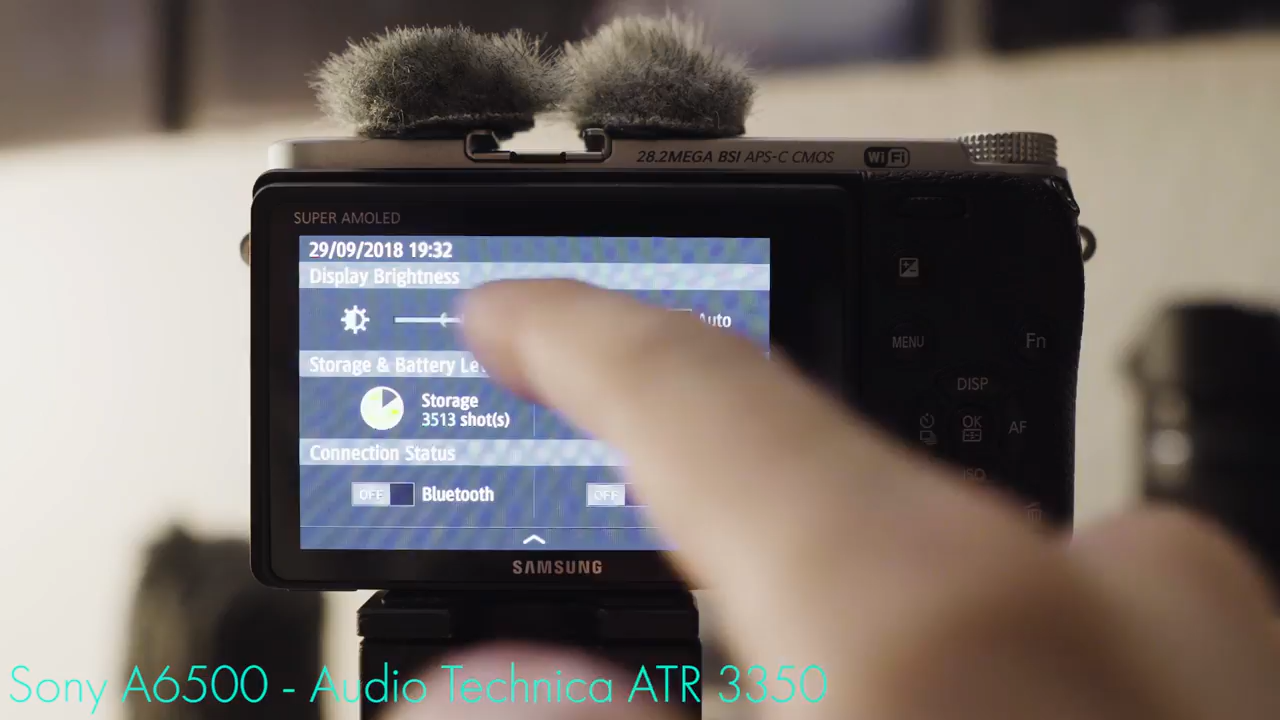 28.2MEGA BSI APS-C CMOS
Wi Fi
SUPER AMOLED
29/09/2018 19:32
Display Brightness
Auto
Storage & Battery Le
Storage
3513 shot(s)
Connection Status
OFF Bluetooth
OFF
SAMSUNG
MENU
Fn
DISP
OK
AF
Sony A6500 - Audio Technica ATR 3350